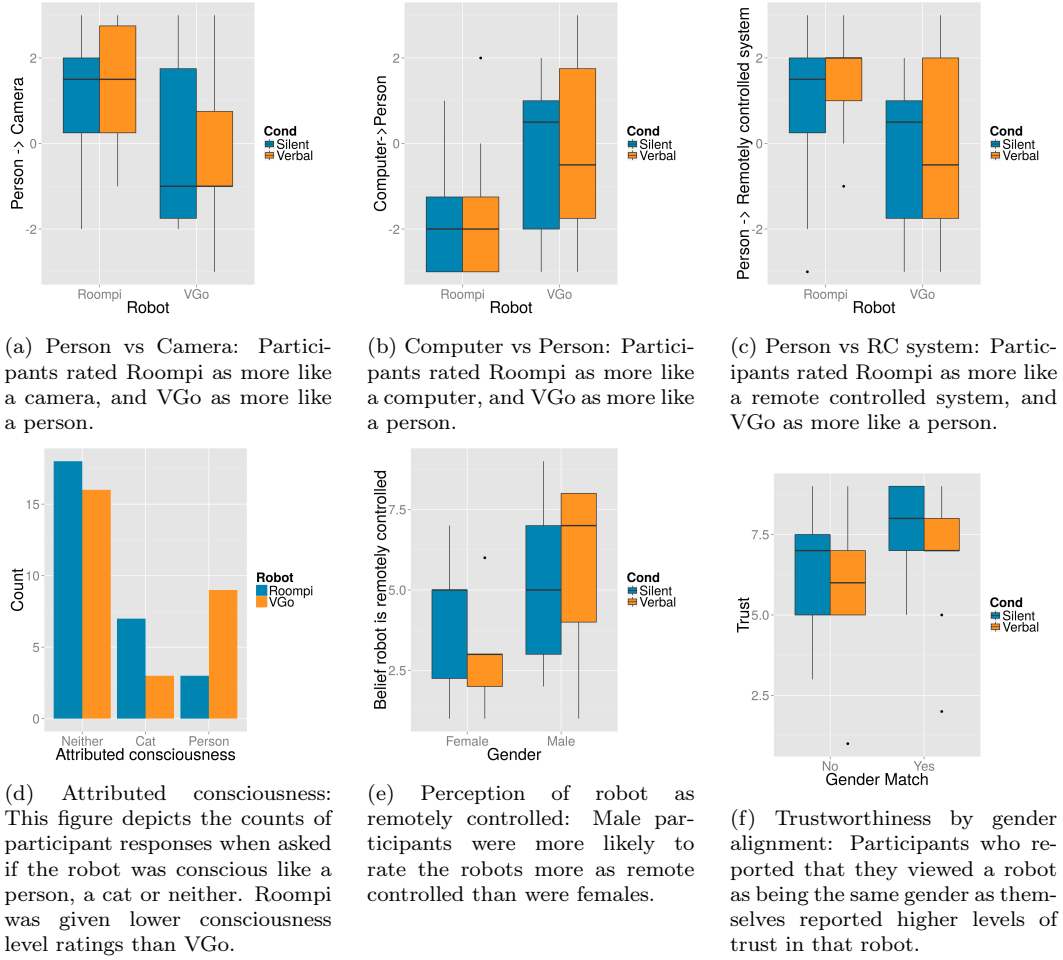 Person -> Camera
2
0
-2
Roompi
VGo
Robot
Cond
Silent
Verbal
Computer->Person
2
0
-2
Roompi
VGo
Robot
Cond
Silent
Verbal
Person -> Remotely controlled system
2
0
-2
Roompi
VGo
Robot
Cond
Silent
Verbal
(a) Person vs Camera: Partici-
pants rated Roompi as more like
a camera, and VGo as more like
a person.
(b) Computer vs Person: Partici-
pants rated Roompi as more like
a computer, and VGo as more like
a person.
(c) Person vs RC system: Partic-
ipants rated Roompi as more like
a remote controlled system, and
VGo as more like a person.
Count
15
10
5
0
Neither
Cat
Person
Attributed consciousness
Robot
Roompi
VGo
Belief robot is remotely controlled
7.5
5.0
2.5
Female
Male
Gender
Cond
Silent
Verbal
Trust
7.5
5.0
2.5
No
Yes
Gender Match
Cond
Silent
Verbal
(d) Attributed consciousness:
This figure depicts the counts of
participant responses when asked
if the robot was conscious like a
person, a cat or neither. Roompi
was given lower consciousness
level ratings than VGo.
(e) Perception of robot as
remotely controlled: Male par-
ticipants were more likely to
rate the robots more as remote
controlled than were females.
(f) Trustworthiness by gender
alignment: Participants who re-
ported that they viewed a robot
as being the same gender as them-
selves reported higher levels of
trust in that robot.